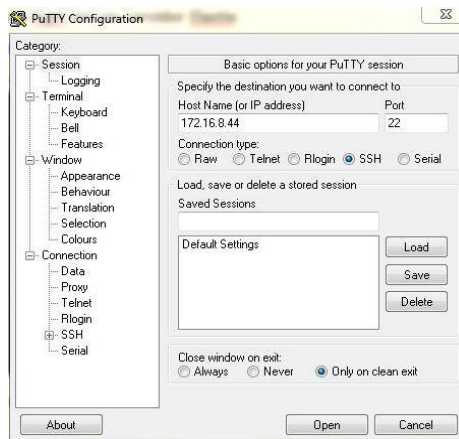 PuTTY Configuration
Category:
Session
Logging
Terminal
Keyboard
Bell
Features
Window
Appearance
Behaviour
Translation
Selection
Colours
Connection
Data
Proxy
Telnet
Rlogin
SSH
Serial
Basic options for your PuTTY session
Specify the destination you want to connect to
Host Name (or IP address) Port
172.16.8.44 22
Connection type:
Raw Telnet Rlogin SSH Serial
Load, save or delete a stored session
Saved Sessions
Default Settings
Load
Save
Delete
Close window on exit:
Always Never Only on clean exit
About Open Cancel